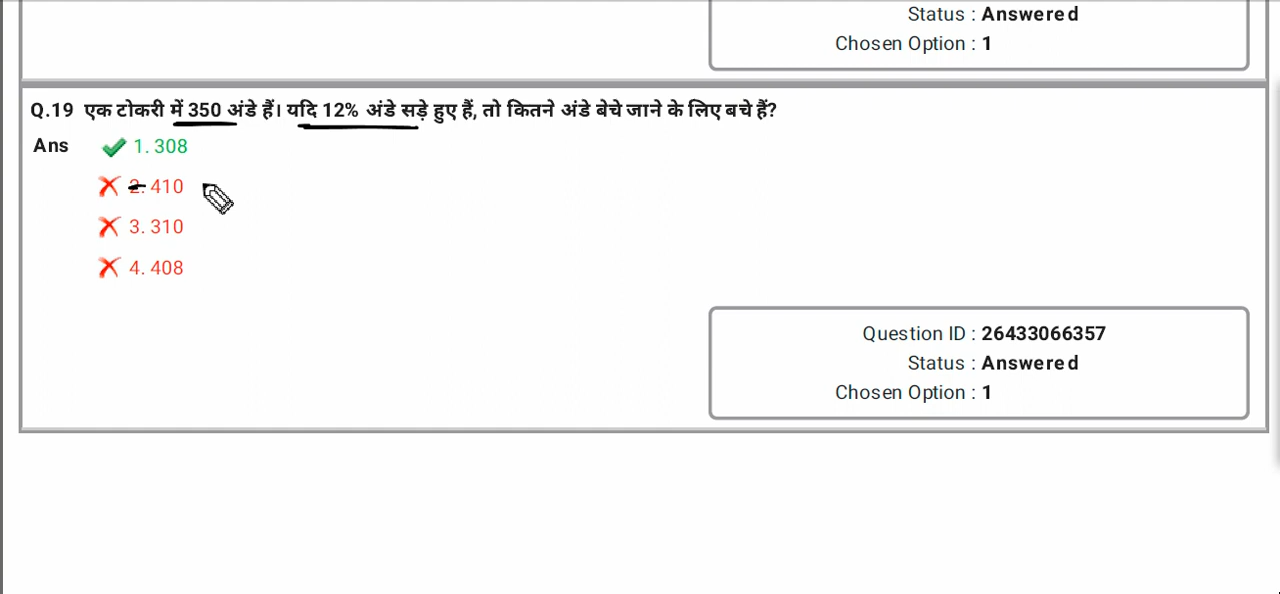 Status : Answered
Chosen Option : 1
Q.19 एक टोकरी में 350 अंडे हैं। यदि 12% अंडे सड़े हुए हैं, तो कितने अंडे बेचे जाने के लिए बचे हैं?
Ans 1. 308
2. 410
3. 310
4. 408
Question ID : 26433066357
Status : Answered
Chosen Option : 1